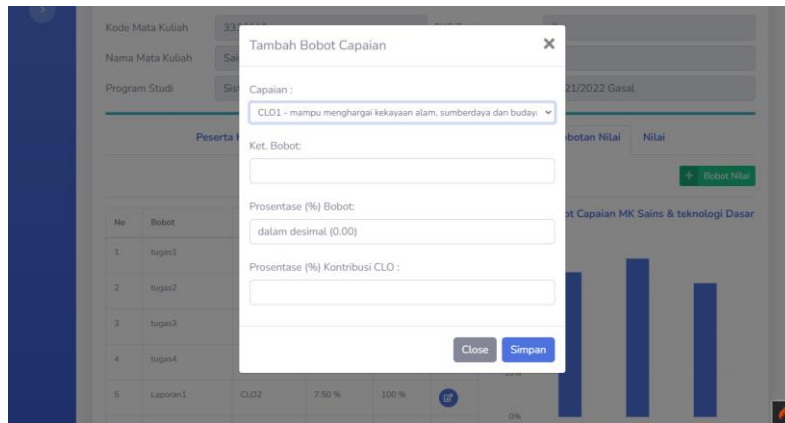 Kode Mata Kuliah
Nama Mata Kuliah
Program Studi
21/2022 Gasal
Tambah Bobot Capaian
×
Capaian :
CLO1 - mampu menghargai kekayaan alam, sumberdaya dan buday
Ket. Bobot:
Prosentase (%) Bobot:
dalam desimal (0.00)
Prosentase (%) Kontribusi CLO :
Close Simpan
Peserta
botan Nilai Nilai
+ Bobot Nilai
ot Capaian MK Sains & teknologi Dasar
No Bobot
1 tugas1
2 tugas2
3 tugas3
4 tugas4
5 Laporan1 CLO2 7.50 % 100 %
0%